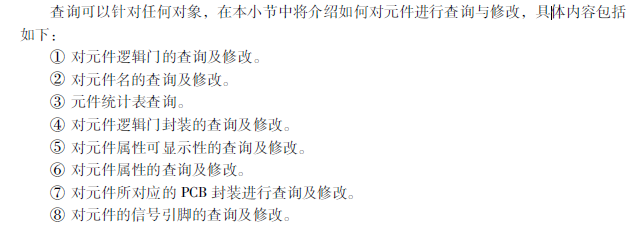 查询可以针对任何对象，在本小节中将介绍如何对元件进行查询与修改，具体内容包括
如下：
① 对元件逻辑门的查询及修改。
② 对元件名的查询及修改。
③ 元件统计表查询。
④ 对元件逻辑门封装的查询及修改。
⑤ 对元件属性可显示性的查询及修改。
⑥ 对元件属性的查询及修改。
⑦ 对元件所对应的 PCB 封装进行查询及修改。
⑧ 对元件的信号引脚的查询及修改。